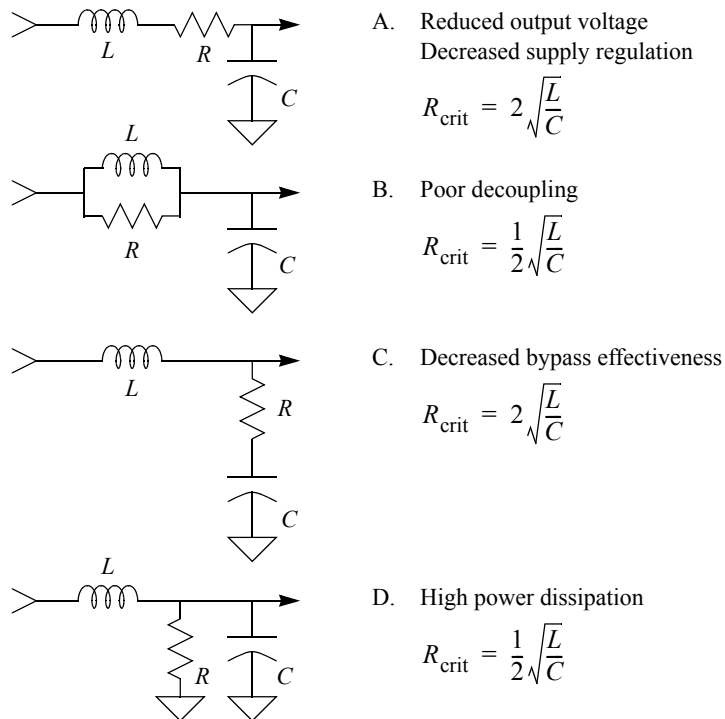 L
R
C
A. Reduced output voltage
Decreased supply regulation
R_crit = 2√(L/C)
L
R
C
B. Poor decoupling
R_crit = 1/2 √(L/C)
L
R
C
C. Decreased bypass effectiveness
R_crit = 2√(L/C)
L
R
C
D. High power dissipation
R_crit = 1/2 √(L/C)